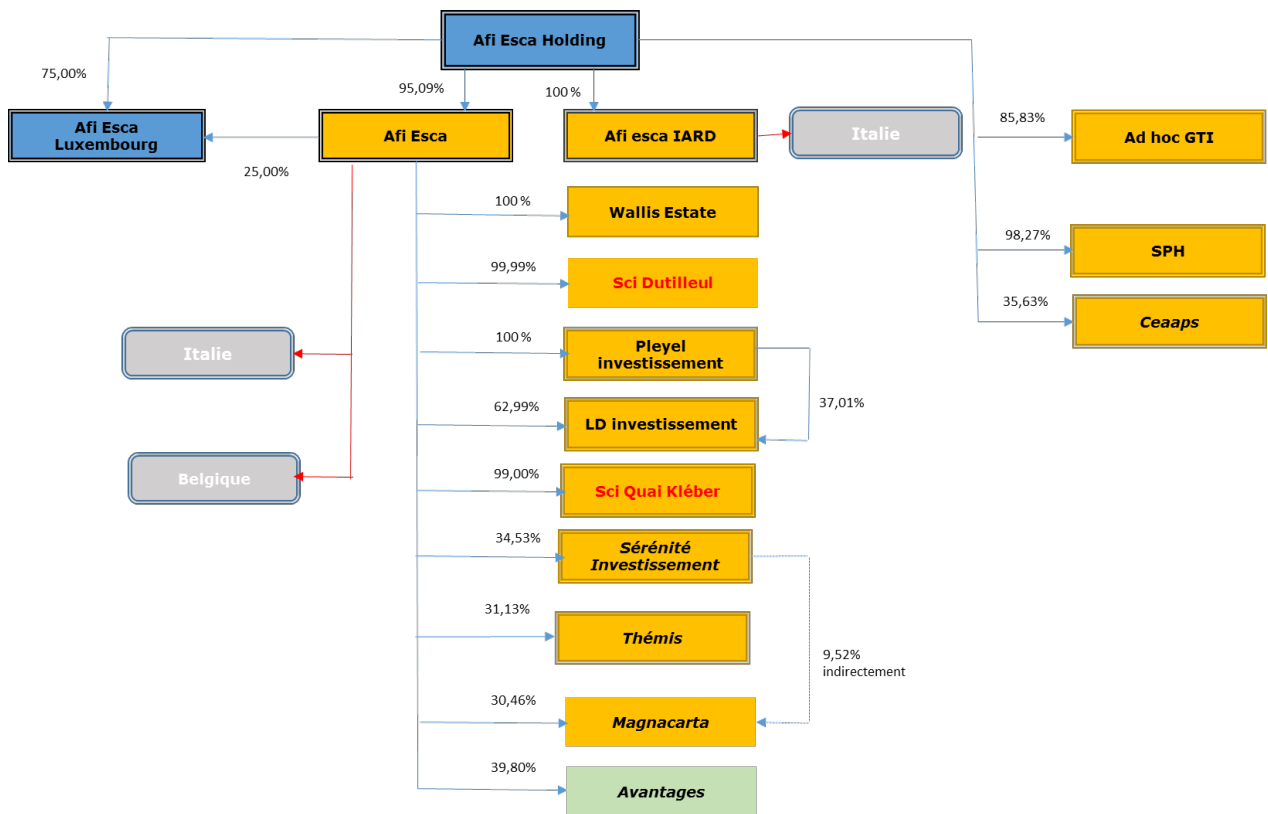 Afi Esca Holding
75,00%
95,09%
100 %
Afi Esca
Luxembourg
Afi Esca
Afi esca IARD
Italie
85,83%
Ad hoc GTI
25,00%
100 %
Wallis Estate
98,27%
SPH
99,99%
Sci Dutilleul
35,63%
Ceaaps
Italie
100 %
Pleyel
investissement
62,99%
LD investissement
37,01%
Belgique
99,00%
Sci Quai Kléber
34,53%
Sérénité
Investissement
31,13%
Thémis
9,52%
indirectement
30,46%
Magnacarta
39,80%
Avantages